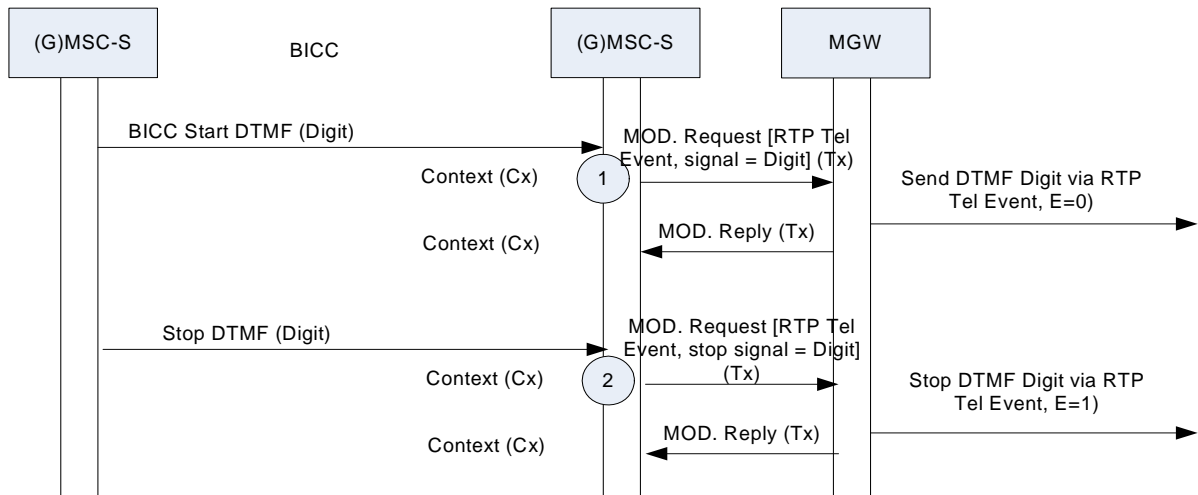 (G)MSC-S
BICC
(G)MSC-S
MGW
BICC Start DTMF (Digit)
MOD. Request [RTP Tel
Event, signal = Digit] (Tx)
Context (Cx)
1
Send DTMF Digit via RTP
Tel Event, E=0)
MOD. Reply (Tx)
Context (Cx)
Stop DTMF (Digit)
MOD. Request [RTP Tel
Event, stop signal = Digit]
(Tx)
Context (Cx)
2
Stop DTMF Digit via RTP
Tel Event, E=1)
MOD. Reply (Tx)
Context (Cx)